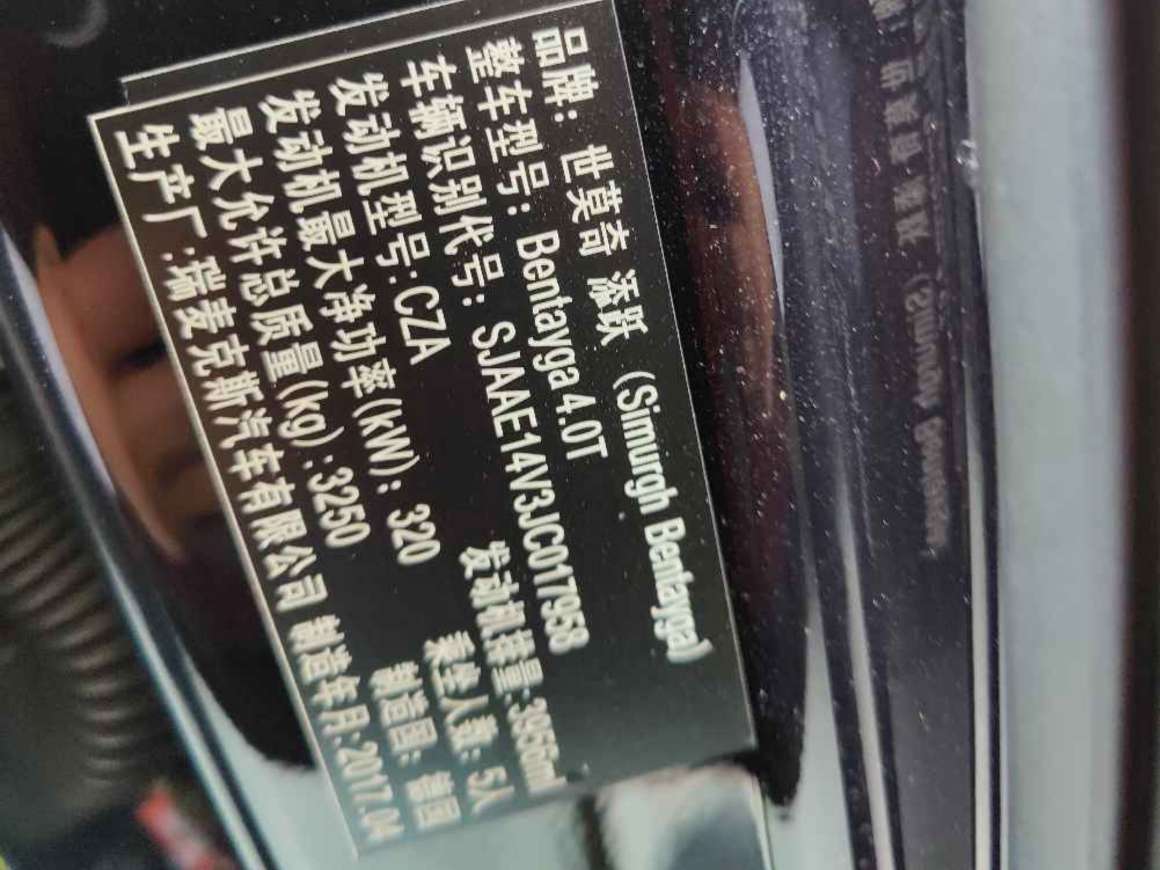 品牌: 世莫奇 添跃 (Simurgh Bentayga)
整车型号: Bentayga 4.0T
车辆识别代号: SJAAE14V3JC017958
发动机型号:CZA 发动机排量:3956ml
发动机最大净功率(kW): 320 乘坐人数: 5人
最大允许总质量(kg):3250 制造国: 德国
生产厂:瑞麦克斯汽车有限公司 制造年月:2017.04